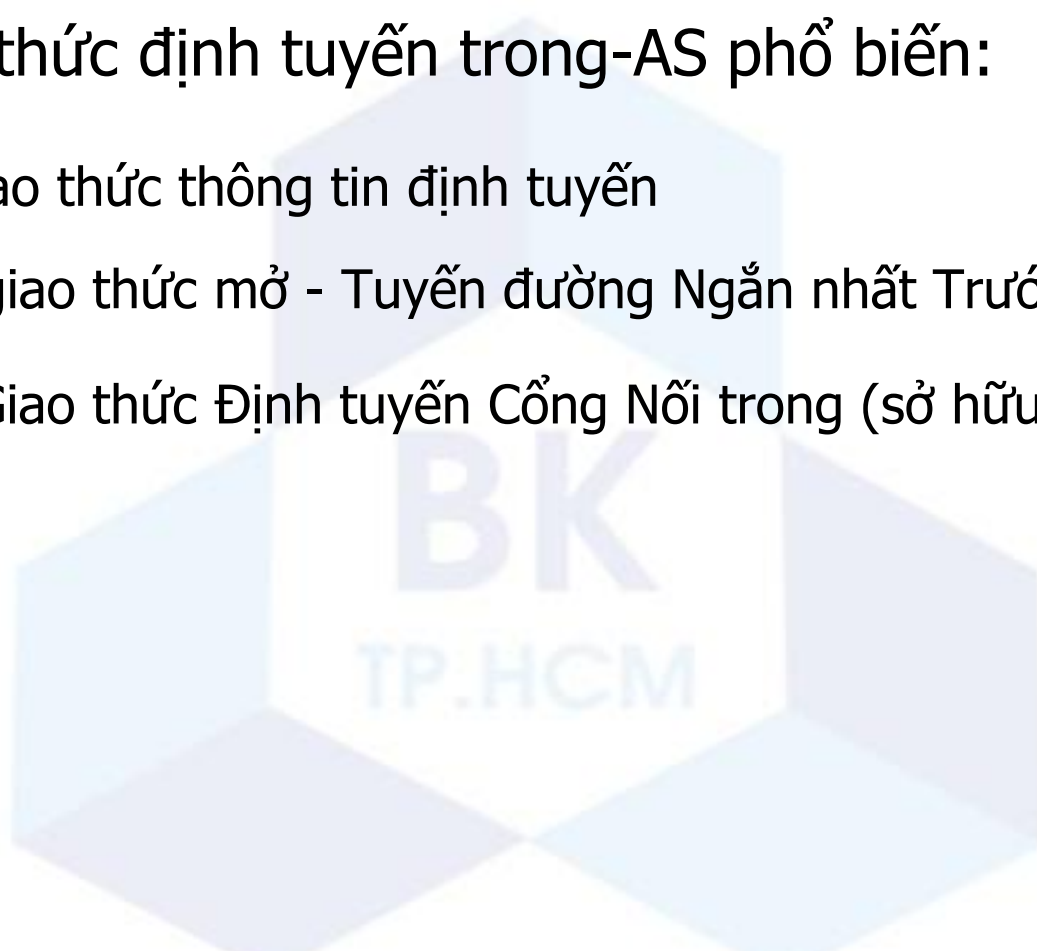 thức định tuyến trong-AS phổ biến:
ao thức thông tin định tuyến
giao thức mở - Tuyến đường Ngắn nhất Trướ
Giao thức Định tuyến Cổng Nối trong (sở hữu
BK
TP.HCM